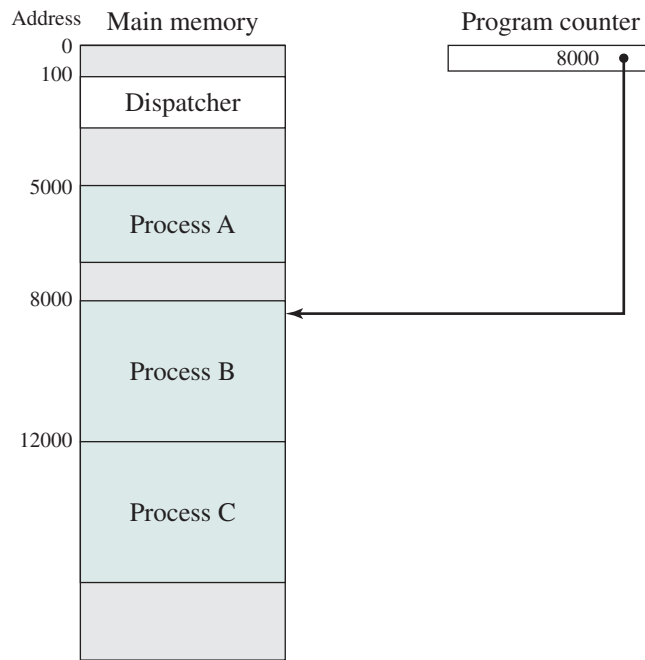 Address
Main memory
Program counter
0
8000
100
Dispatcher
5000
Process A
8000
Process B
12000
Process C